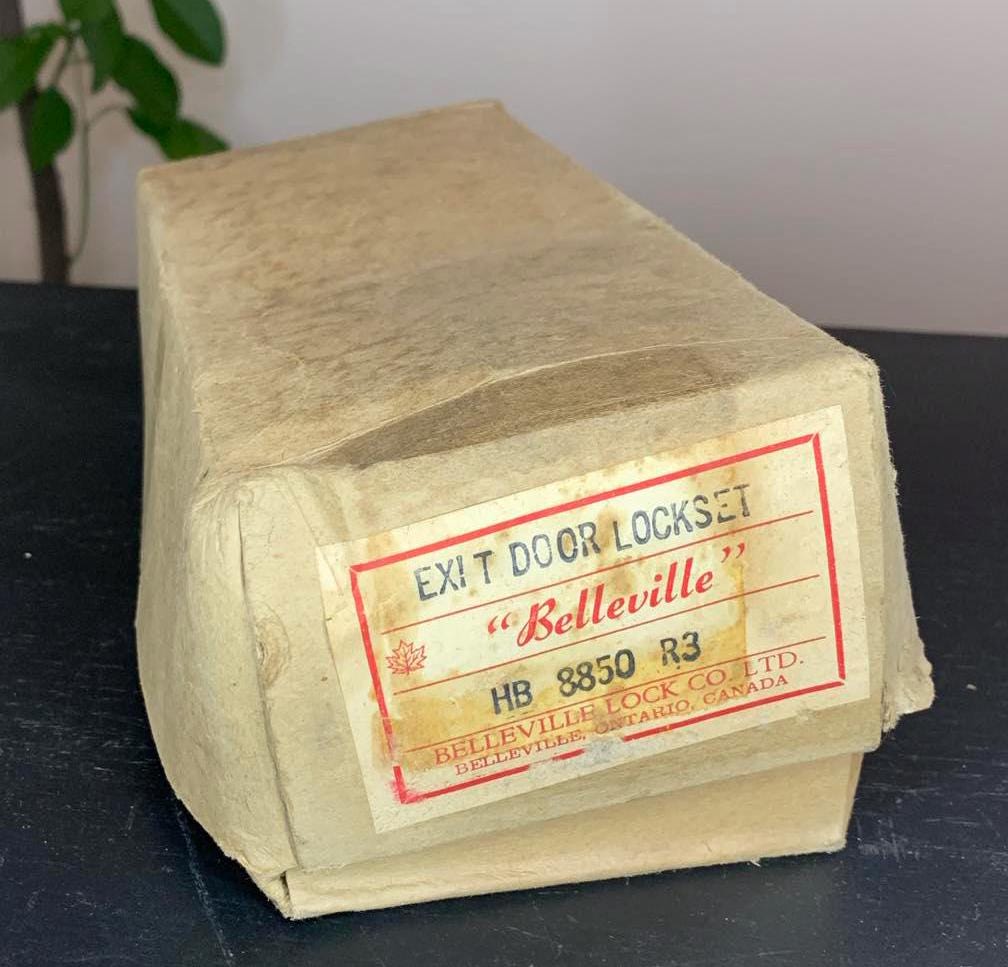 EXIT DOOR LOCKSET
“Belleville”
HB 8850 R3
BELLEVILLE LOCK CO. LTD.
BELLEVILLE, ONTARIO, CANADA